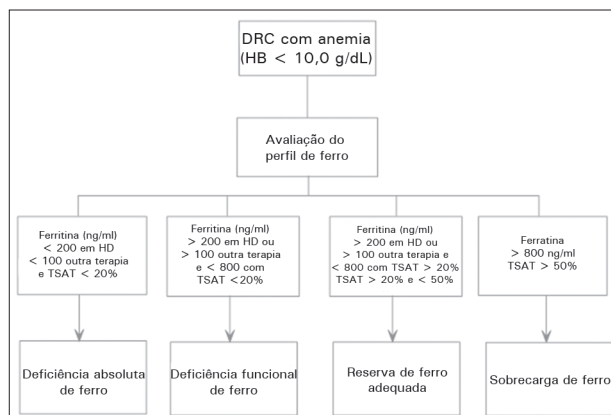 DRC com anemia
(HB < 10,0 g/dL)
Avaliação do
perfil de ferro
Ferritina (ng/ml)
< 200 em HD
< 100 outra terapia
e TSAT < 20%
Ferritina (ng/ml)
> 200 em HD ou
> 100 outra terapia
e < 800 com
TSAT <20%
Ferritina (ng/ml)
> 200 em HD ou
> 100 outra terapia e
< 800 com TSAT > 20%
TSAT > 20% e < 50%
Ferratina
> 800 ng/ml
TSAT > 50%
Deficiência absoluta
de ferro
Deficiência funcional
de ferro
Reserva de ferro
adequada
Sobrecarga de ferro